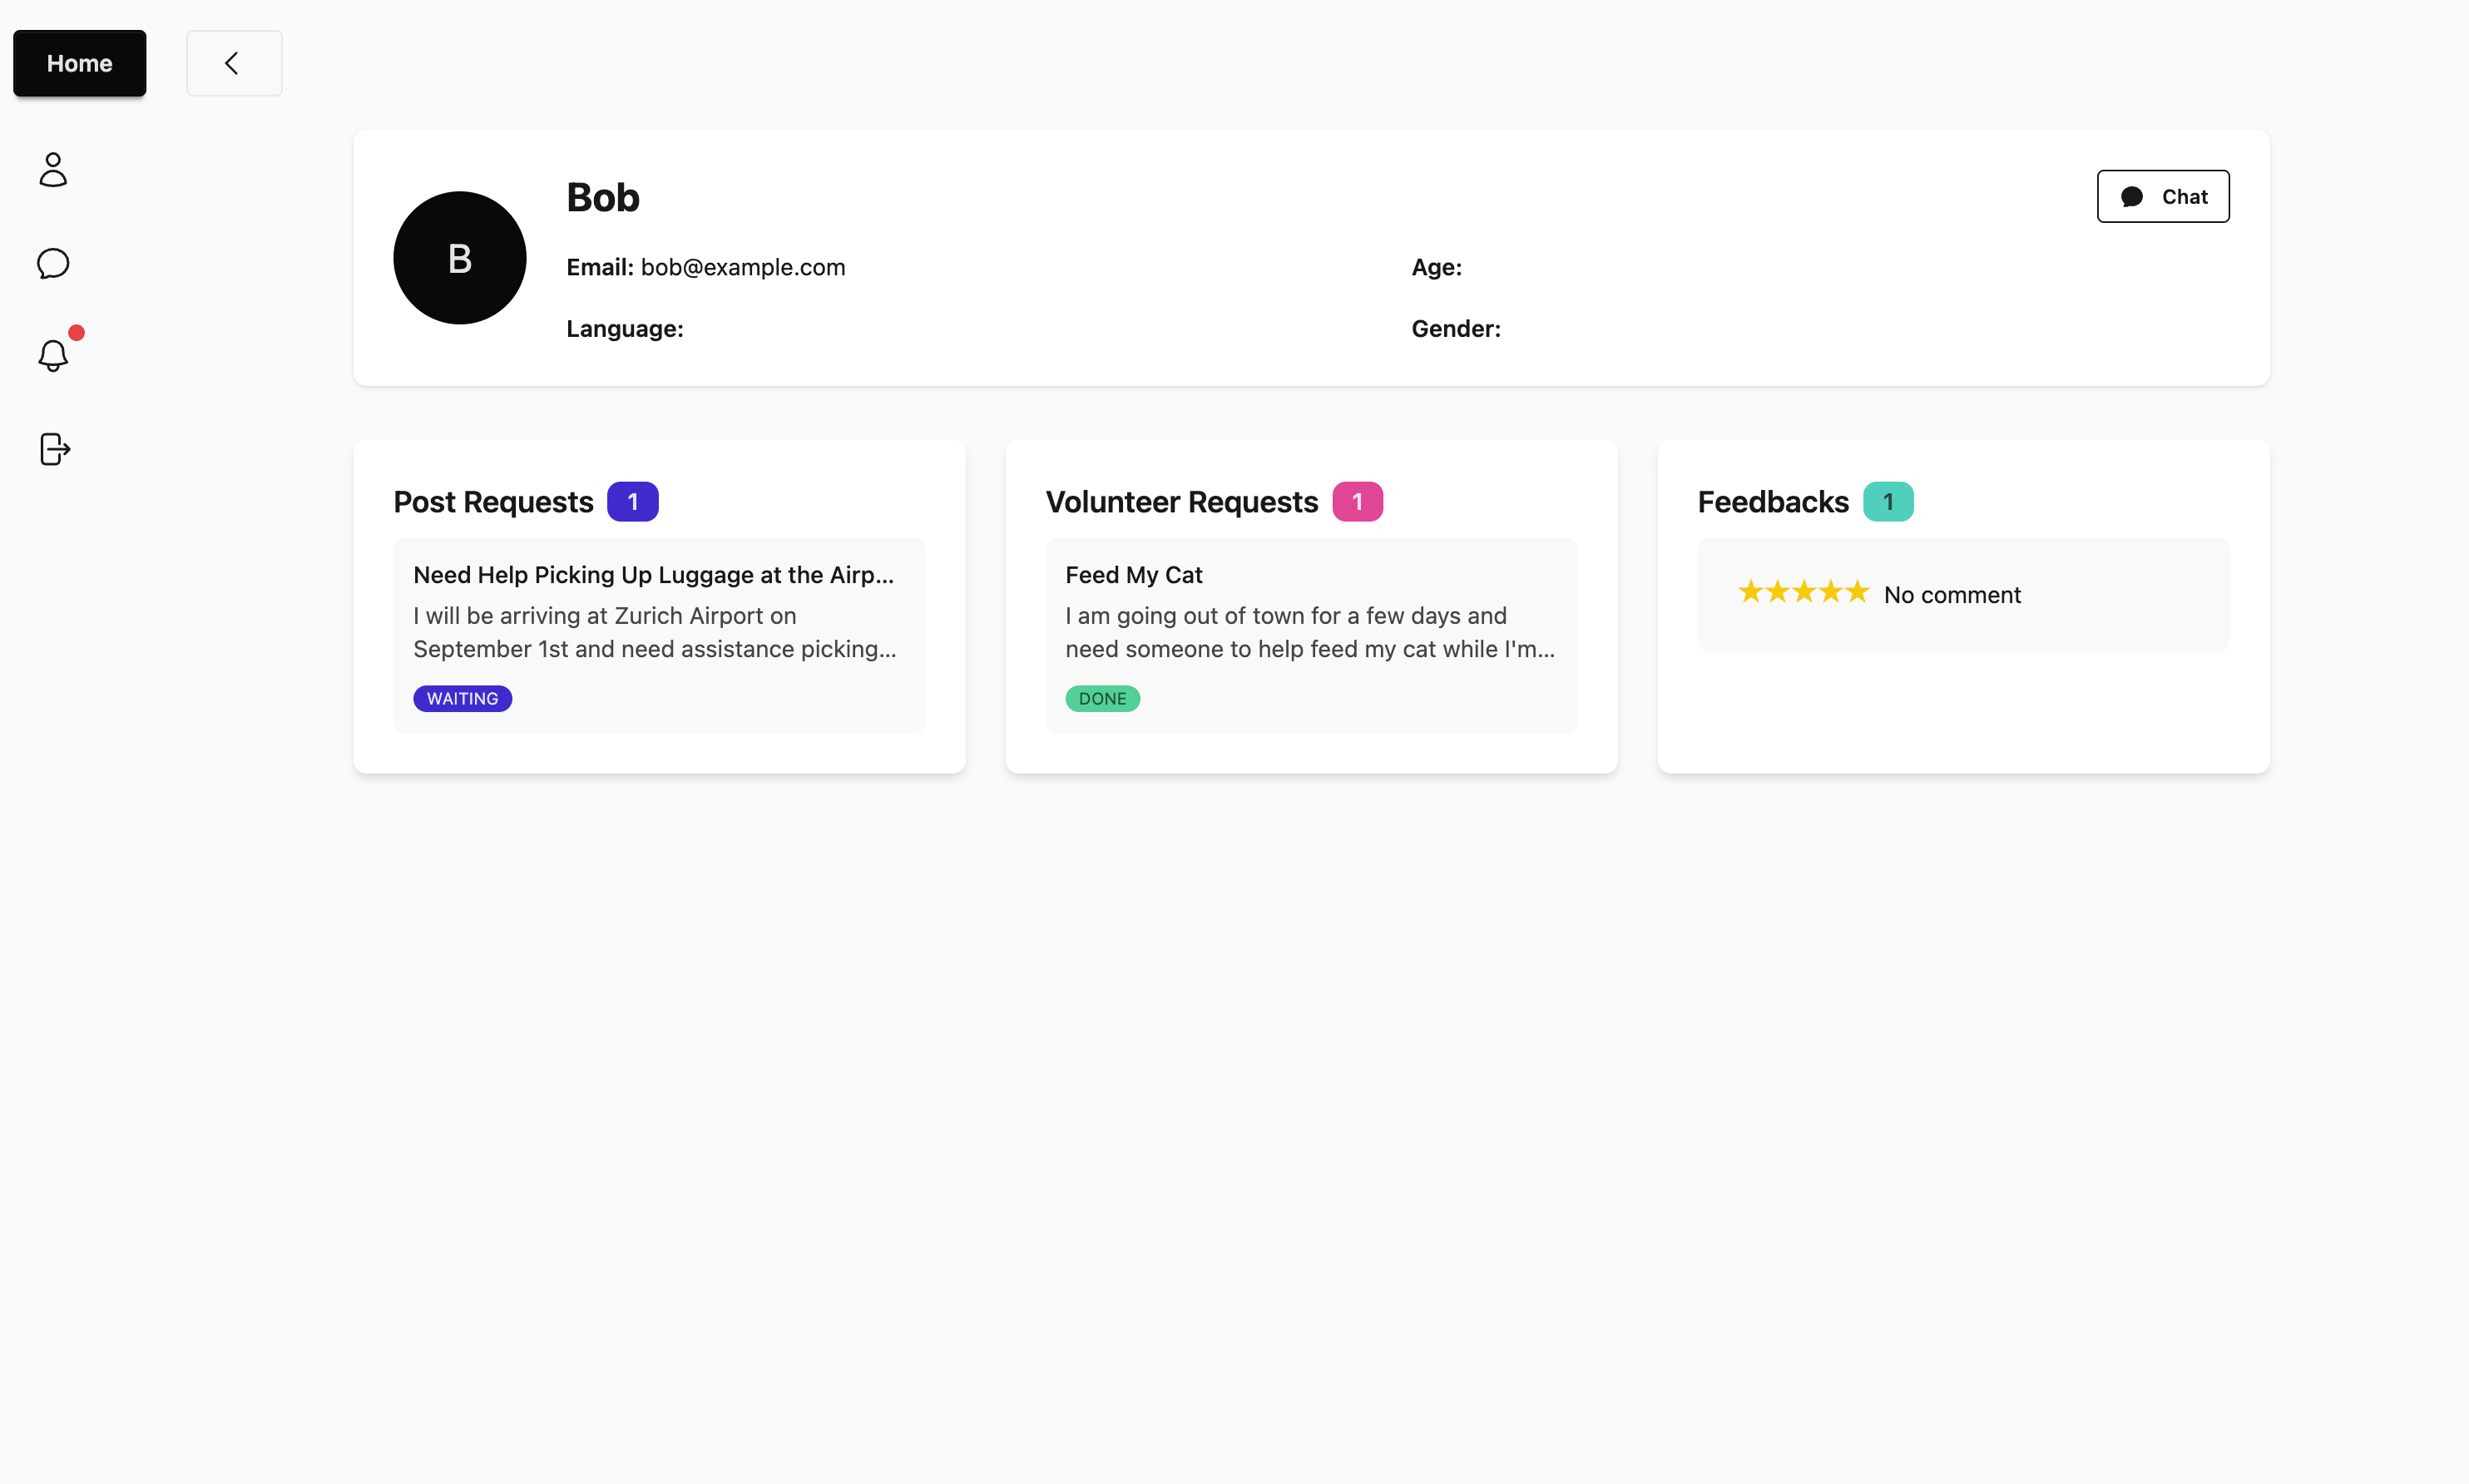 Home
B
Bob
Chat
Email: bob@example.com
Age:
Language:
Gender:
Post Requests 1
Need Help Picking Up Luggage at the Airp...
I will be arriving at Zurich Airport on
September 1st and need assistance picking...
WAITING
Volunteer Requests 1
Feed My Cat
I am going out of town for a few days and
need someone to help feed my cat while I'm...
DONE
Feedbacks 1
★★★★★ No comment